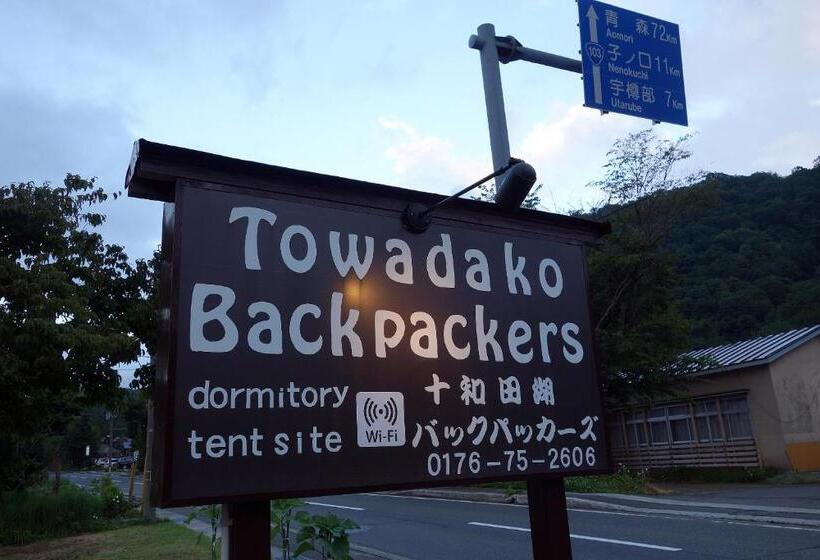 青森 72Km
Aomori
103
子ノ口 11Km
Nenokuchi
宇樽部 7Km
Utarube
Towadako
Backpackers
dormitory
tent site
Wi-Fi
十和田湖
バックパッカーズ
0176-75-2606